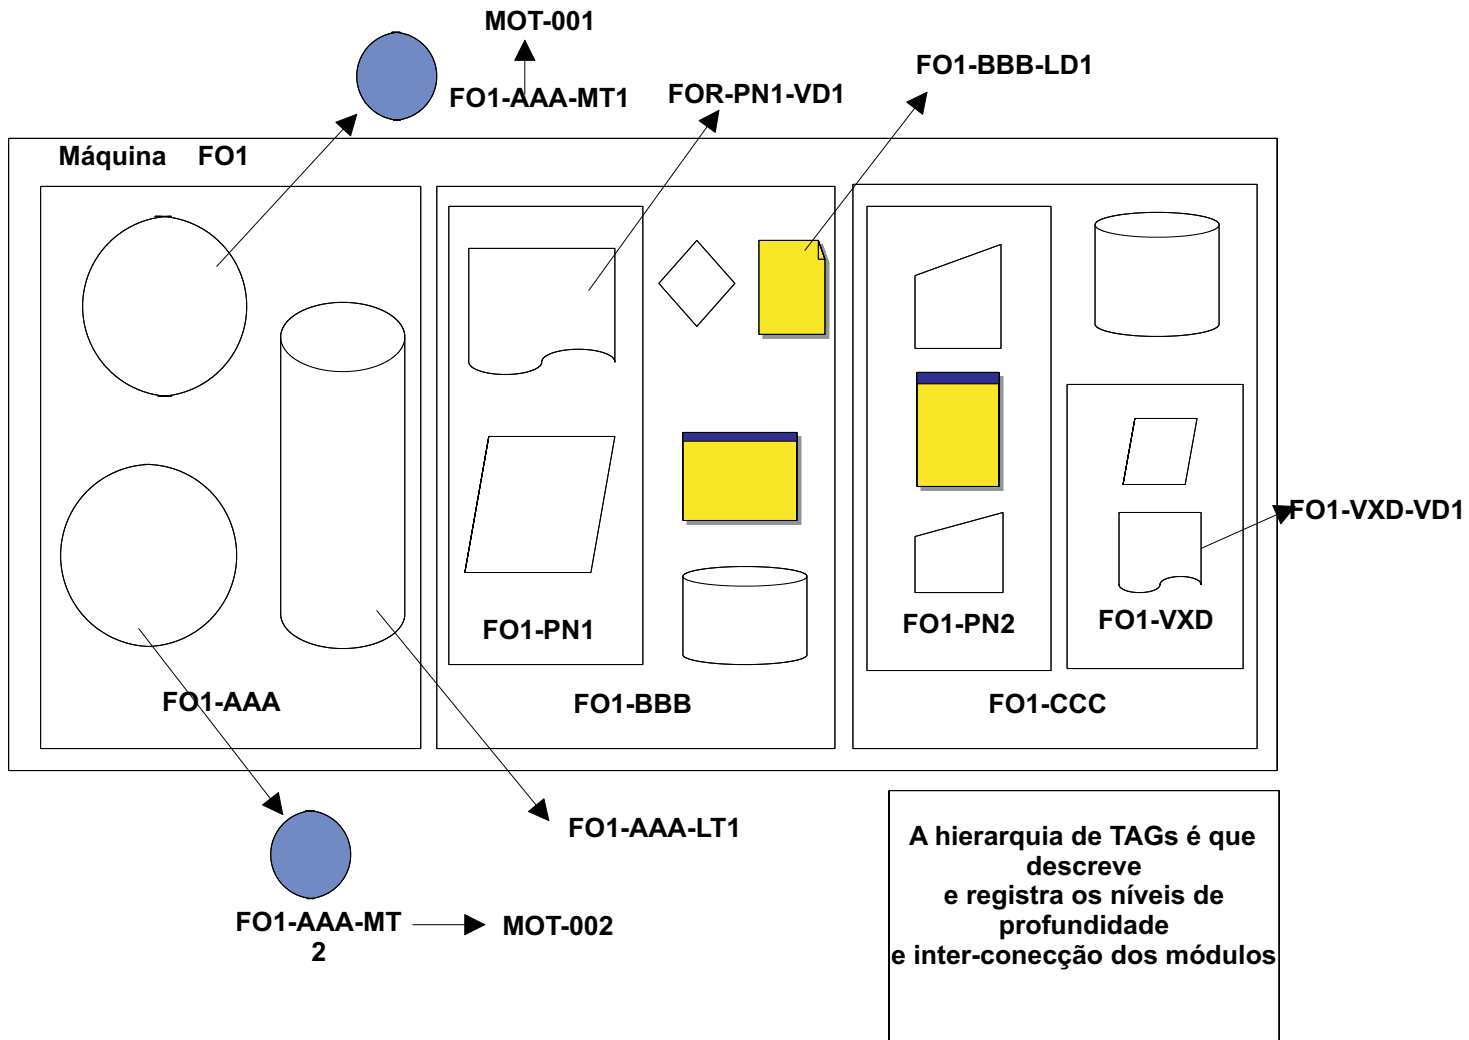 MOT-001
FO1-AAA-MT1
FOR-PN1-VD1
FO1-BBB-LD1
Máquina FO1
FO1-PN1
FO1-PN2
FO1-VXD
FO1-VXD-VD1
FO1-AAA
FO1-BBB
FO1-CCC
FO1-AAA-LT1
FO1-AAA-MT
2
MOT-002
A hierarquia de TAGs é que
descreve
e registra os níveis de
profundidade
e inter-conecção dos módulos